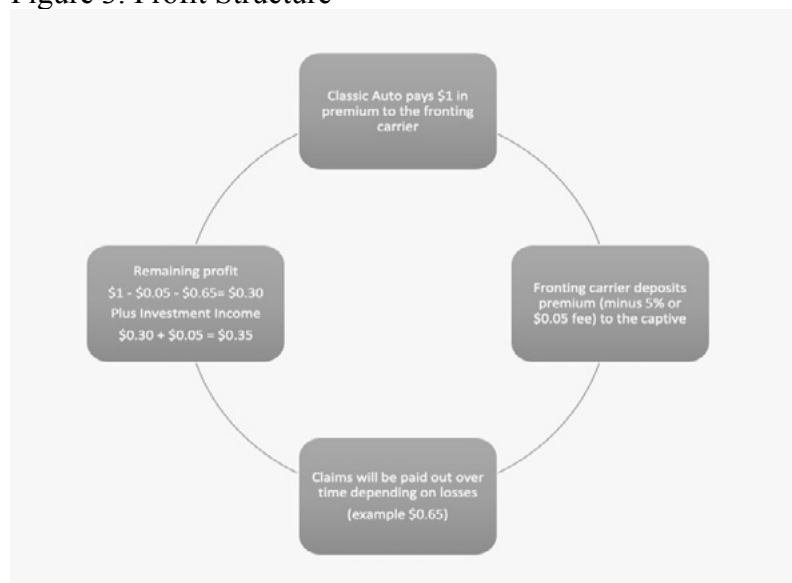 Figure 3: Profit Structure
Classic Auto pays $1 in
premium to the fronting
carrier
Fronting carrier deposits
premium (minus 5% or
$0.05 fee) to the captive
Claims will be paid out over
time depending on losses
(example $0.65)
Remaining profit
$1 - $0.05 - $0.65= $0.30
Plus Investment Income
$0.30 + $0.05 = $0.35